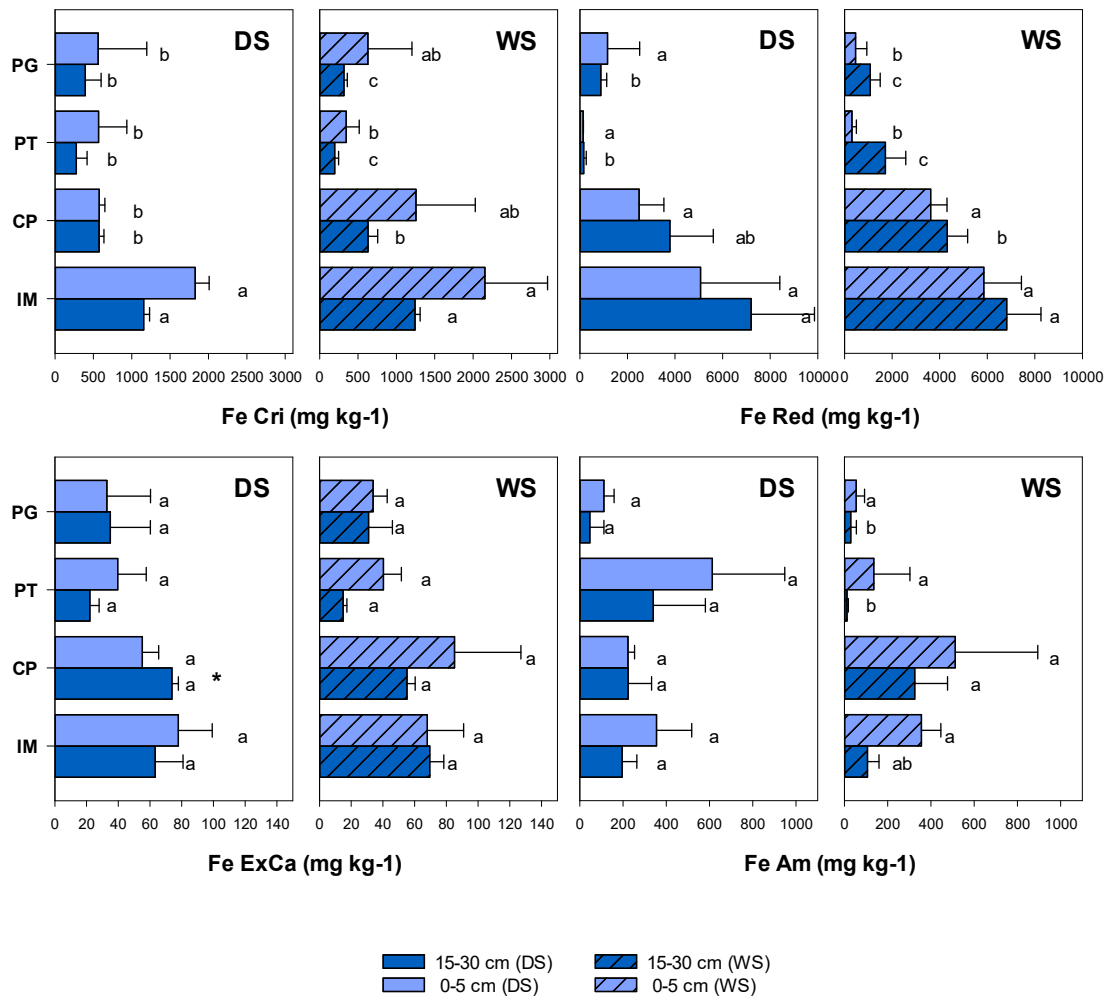 DS WS DS WS
PG b ab a b
b c b c
PT b b a b
b c b c
CP b ab a a
b b ab b
IM a a a a
a a a a
0 500 1000 1500 2000 2500 3000 0 500 1000 1500 2000 2500 3000 0 2000 4000 6000 8000 10000 0 2000 4000 6000 8000 10000
Fe Cri (mg kg-1) Fe Red (mg kg-1)
DS WS DS WS
PG a a a a
a a a b
PT a a a a
a a a b
CP a a a a
a * a a a
IM a a a a
a a a ab
0 20 40 60 80 100 120 140 0 20 40 60 80 100 120 140 0 200 400 600 800 1000 0 200 400 600 800 1000
Fe ExCa (mg kg-1) Fe Am (mg kg-1)
15-30 cm (DS) 15-30 cm (WS)
0-5 cm (DS) 0-5 cm (WS)